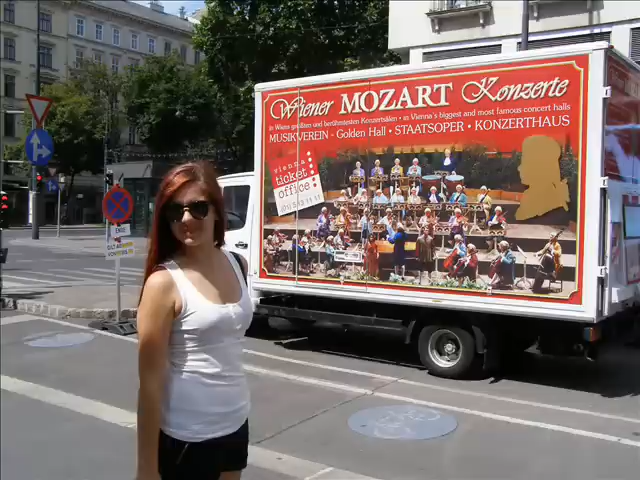 Wiener MOZART Konzerte
In Wiens größten und berühmtesten Konzertsälen • in Vienna's biggest and most famous concert halls
MUSIKVEREIN - Golden Hall • STAATSOPER • KONZERTHAUS
vienna
ticket
office
ENDE